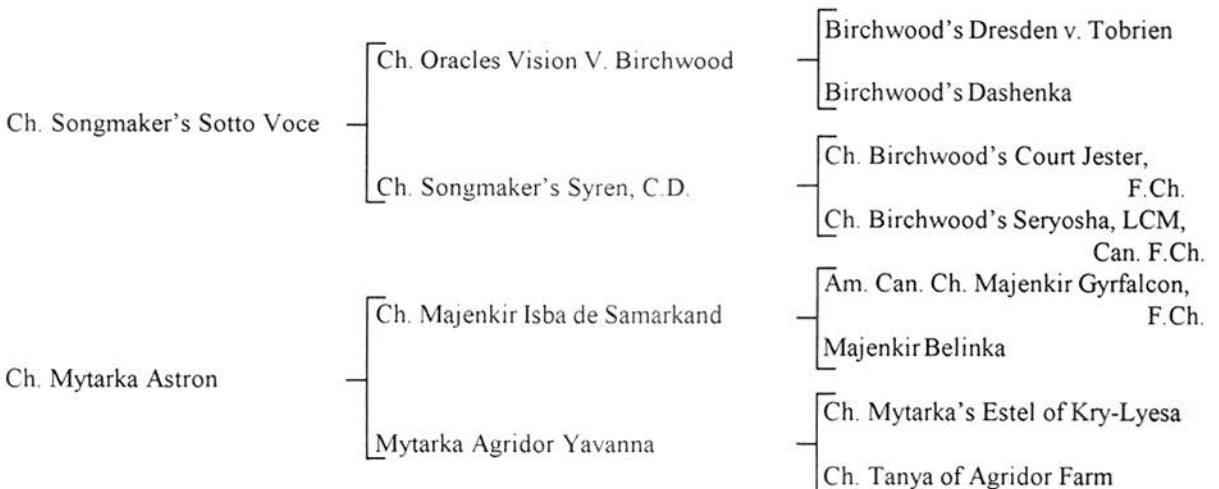 Birchwood's Dresden v. Tobrien
Ch. Oracles Vision V. Birchwood
Birchwood's Dashenka
Ch. Songmaker's Sotto Voce
Ch. Birchwood's Court Jester,
F.Ch.
Ch. Songmaker's Syren, C.D.
Ch. Birchwood's Seryosha, LCM,
Can. F.Ch.
Am. Can. Ch. Majenkir Gyrfalcon,
F.Ch.
Ch. Majenkir Isba de Samarkand
Majenkir Belinka
Ch. Mytarka Astron
Ch. Mytarka's Estel of Kry-Lyesa
Mytarka Agridor Yavanna
Ch. Tanya of Agridor Farm